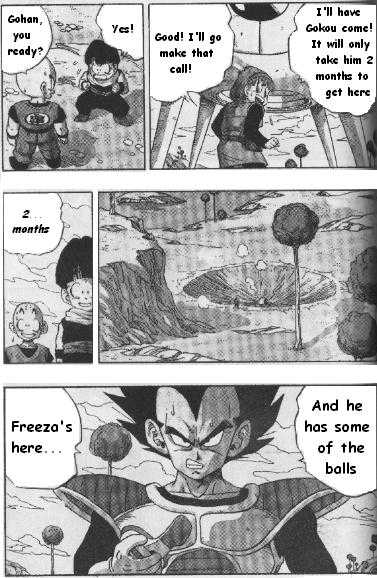 Gohan,
you
ready?
Yes!
Good! I'll go
make that
call!
I'll have
Gokou come!
It will only
take him 2
months to
get here
2...
months
Freeza's
here...
And he
has some
of the
balls